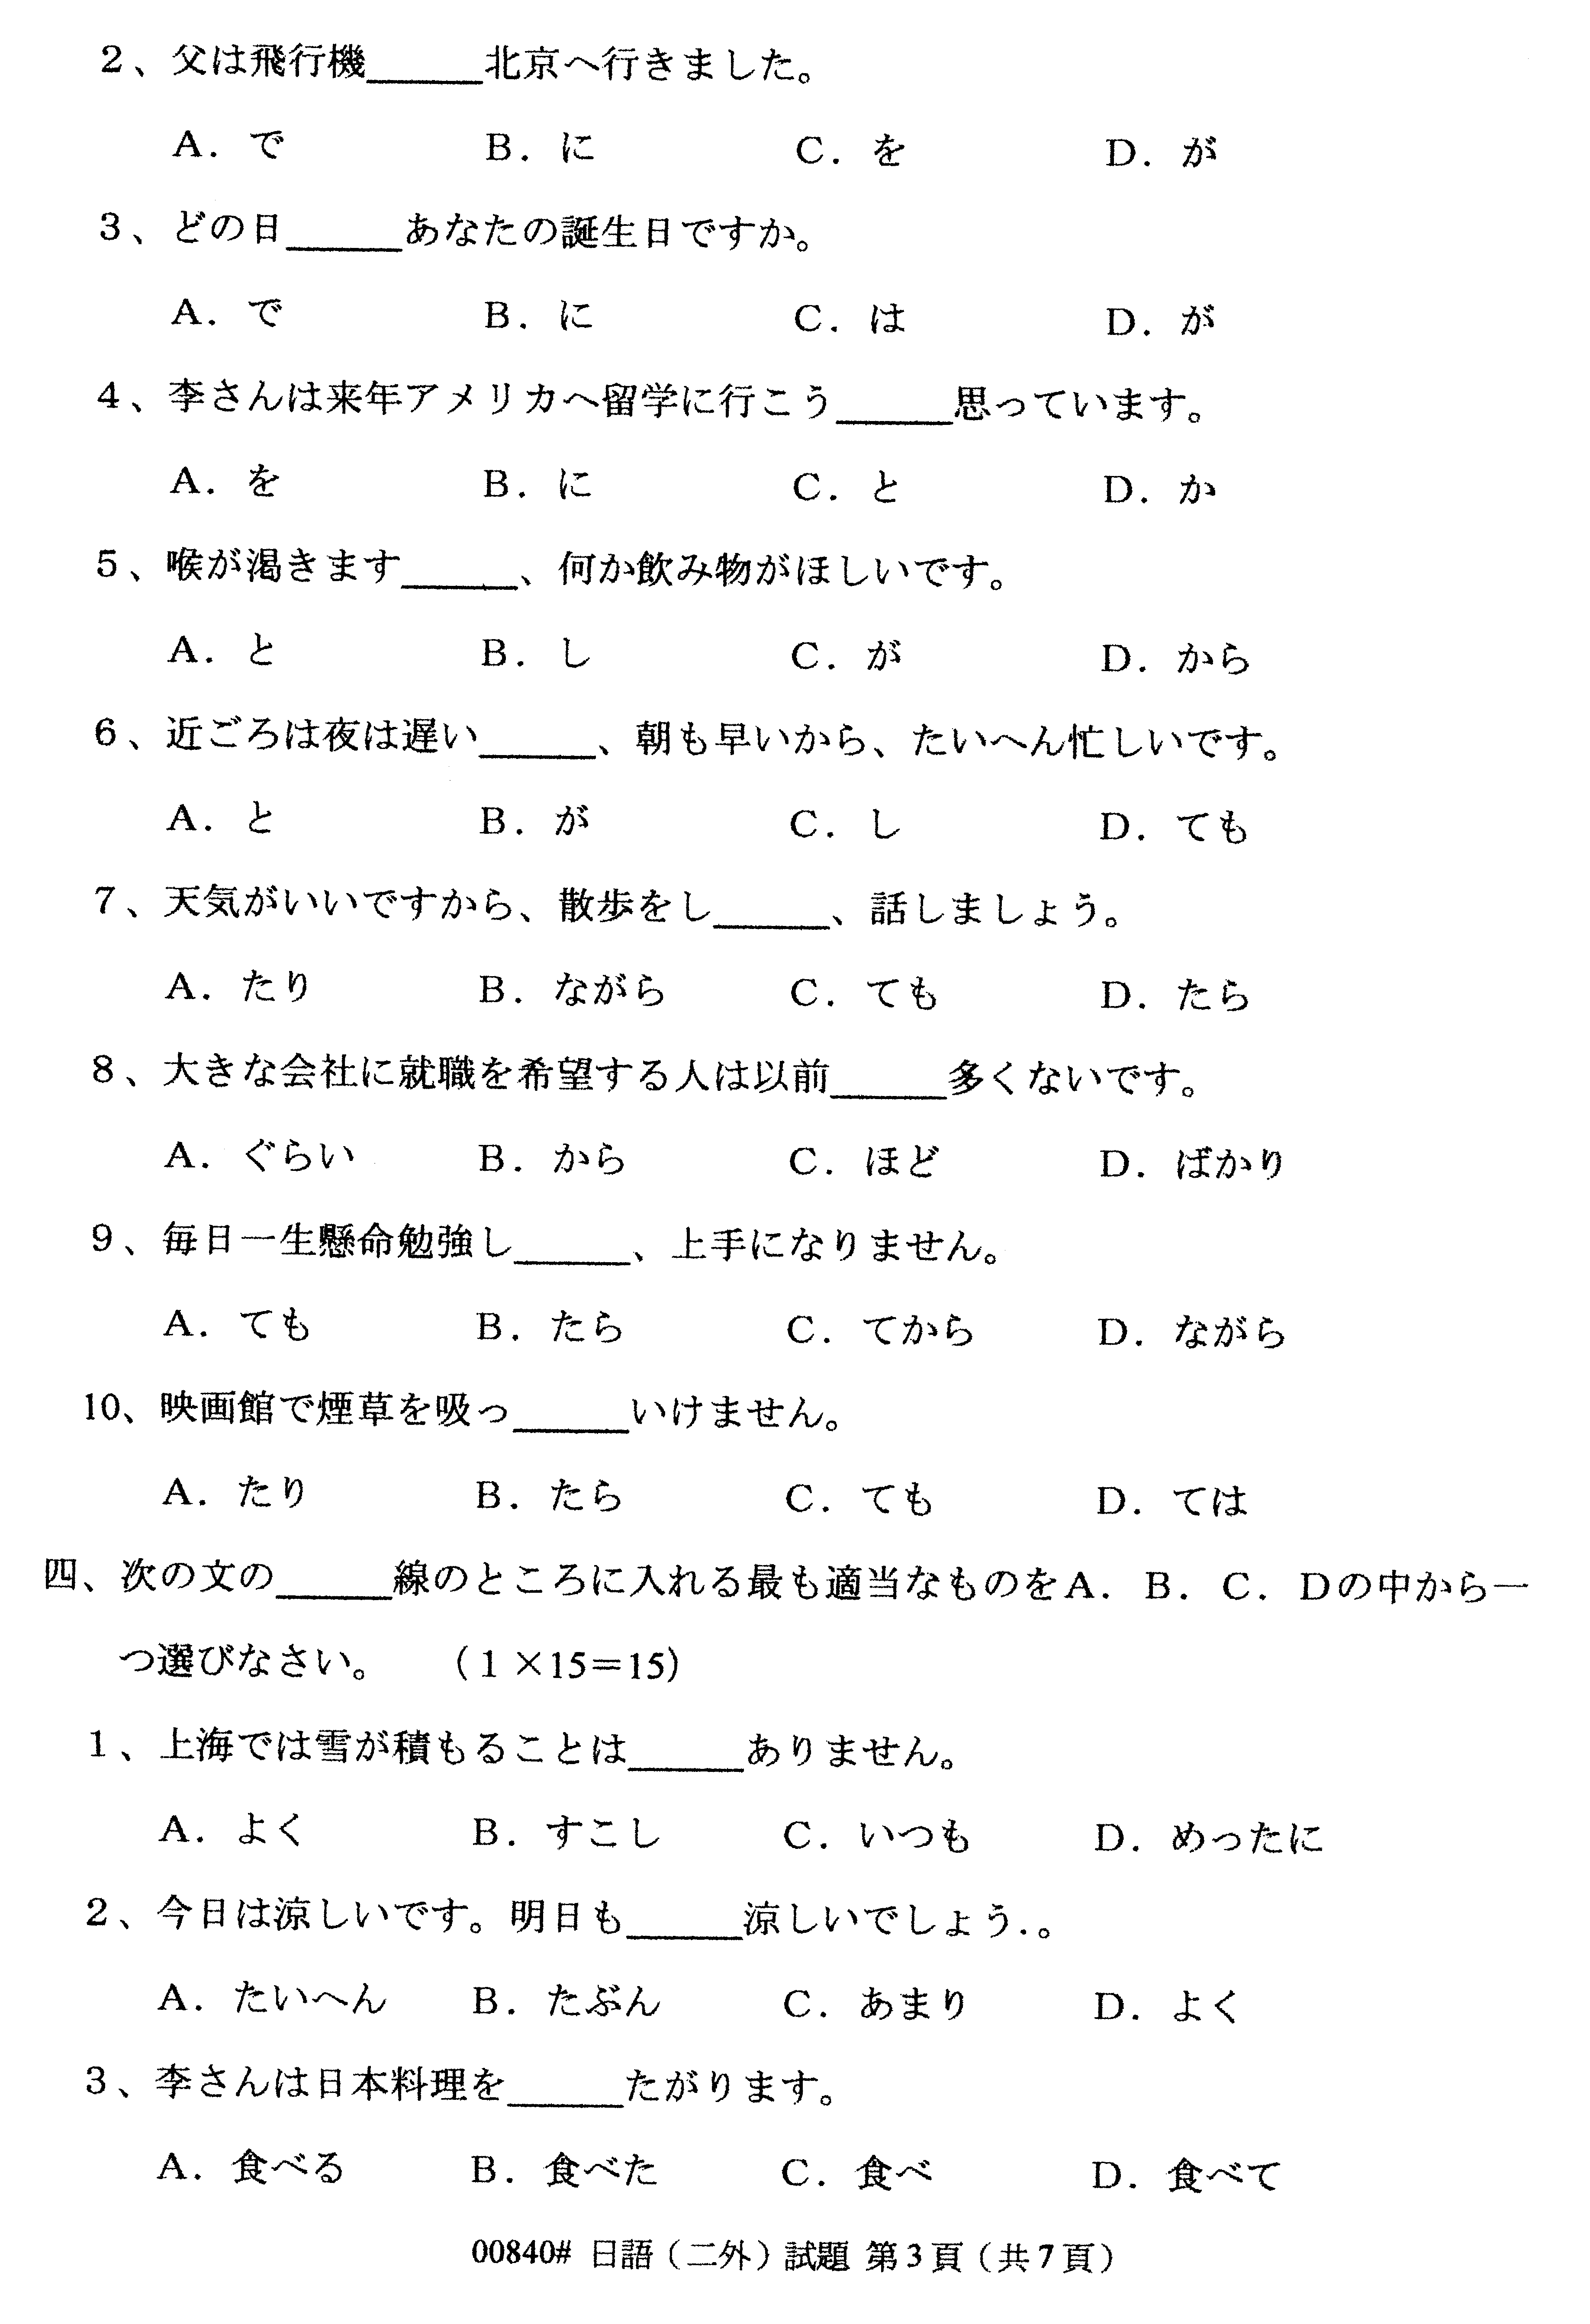 2、父は飛行機______北京へ行きました。
A. で B. に C. を D. が
3、どの日______あなたの誕生日ですか。
A. で B. に C. は D. が
4、李さんは来年アメリカへ留学に行こう______思っています。
A. を B. に C. と D. か
5、喉が渇きます______、何か飲み物がほしいです。
A. と B. し C. が D. から
6、近ごろは夜は遅い______、朝も早いから、たいへん忙しいです。
A. と B. が C. し D. ても
7、天気がいいですから、散歩をし______、話しましょう。
A. たり B. ながら C. ても D. たら
8、大きな会社に就職を希望する人は以前______多くないです。
A. ぐらい B. から C. ほど D. ばかり
9、毎日一生懸命勉強し______、上手になりません。
A. ても B. たら C. てから D. ながら
10、映画館で煙草を吸っ______いけません。
A. たり B. たら C. ても D. ては
四、次の文の______線のところに入れる最も適当なものをA. B. C. Dの中から一
つ選びなさい。 (1×15=15)
1、上海では雪が積もることは______ありません。
A. よく B. すこし C. いつも D. めったに
2、今日は涼しいです。明日も______涼しいでしょう.。
A. たいへん B. たぶん C. あまり D. よく
3、李さんは日本料理を______たがります。
A. 食べる B. 食べた C. 食べ D. 食べて
00840# 日語(二外)試題 第3頁(共7頁)